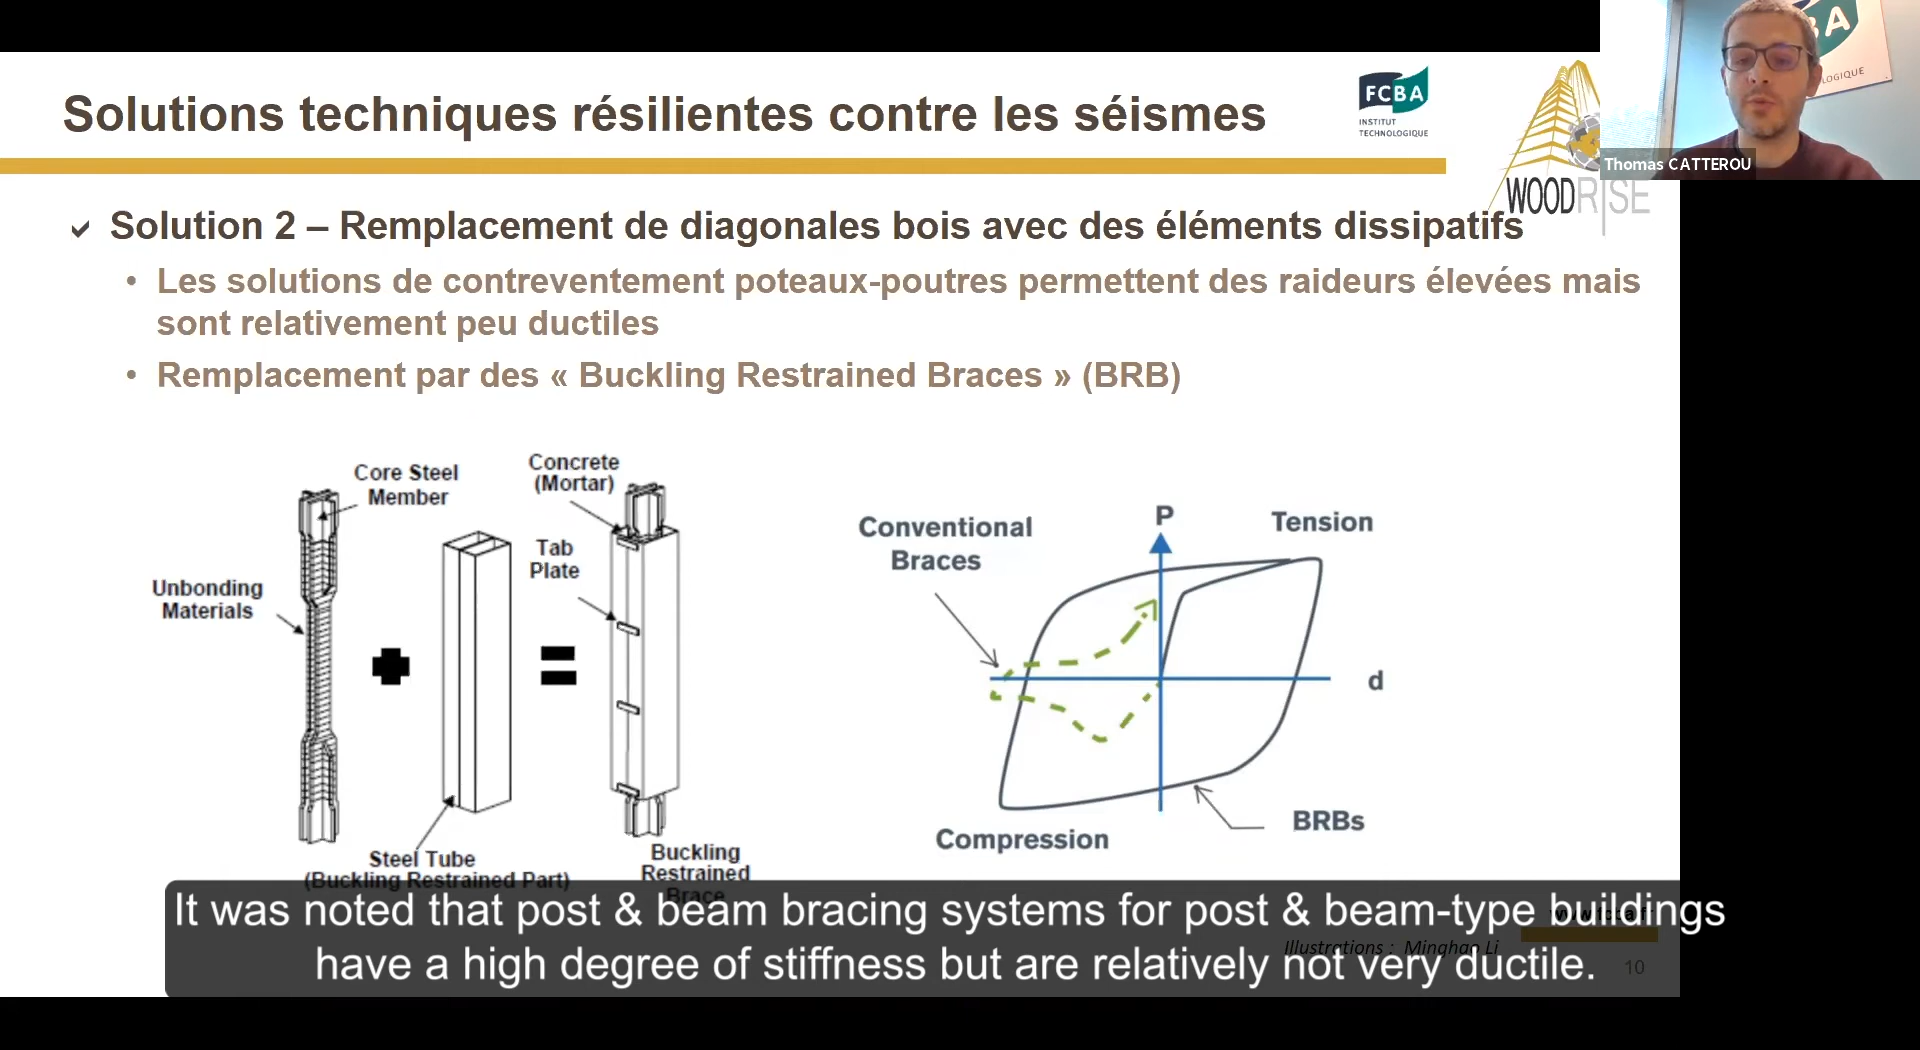 Solutions techniques résilientes contre les séismes
FCBA
INSTITUT
TECHNOLOGIQUE
WOODRISE
BA
LOGIQUE
Thomas CATTEROU
Solution 2 – Remplacement de diagonales bois avec des éléments dissipatifs
• Les solutions de contreventement poteaux-poutres permettent des raideurs élevées mais
sont relativement peu ductiles
• Remplacement par des « Buckling Restrained Braces » (BRB)
Core Steel
Member
Concrete
(Mortar)
Unbonding
Materials
Tab
Plate
Steel Tube
(Buckling Restrained Part)
Buckling
Restrained
Brace
Conventional
Braces
P
Tension
d
Compression
BRBs
It was noted that post & beam bracing systems for post & beam-type buildings
have a high degree of stiffness but are relatively not very ductile.
Illustrations : Minghao Li
10